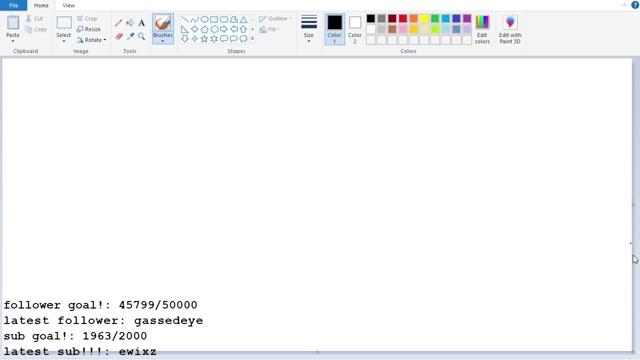 File Home View
Paste Cut Copy Clipboard
Select Crop Resize Rotate Image
Tools
Brushes
Shapes Outline Fill
Size
Color 1 Color 2 Colors
Edit colors
Edit with Paint 3D
follower goal!: 45799/50000
latest follower: gassedeye
sub goal!: 1963/2000
latest sub!!!: ewixz